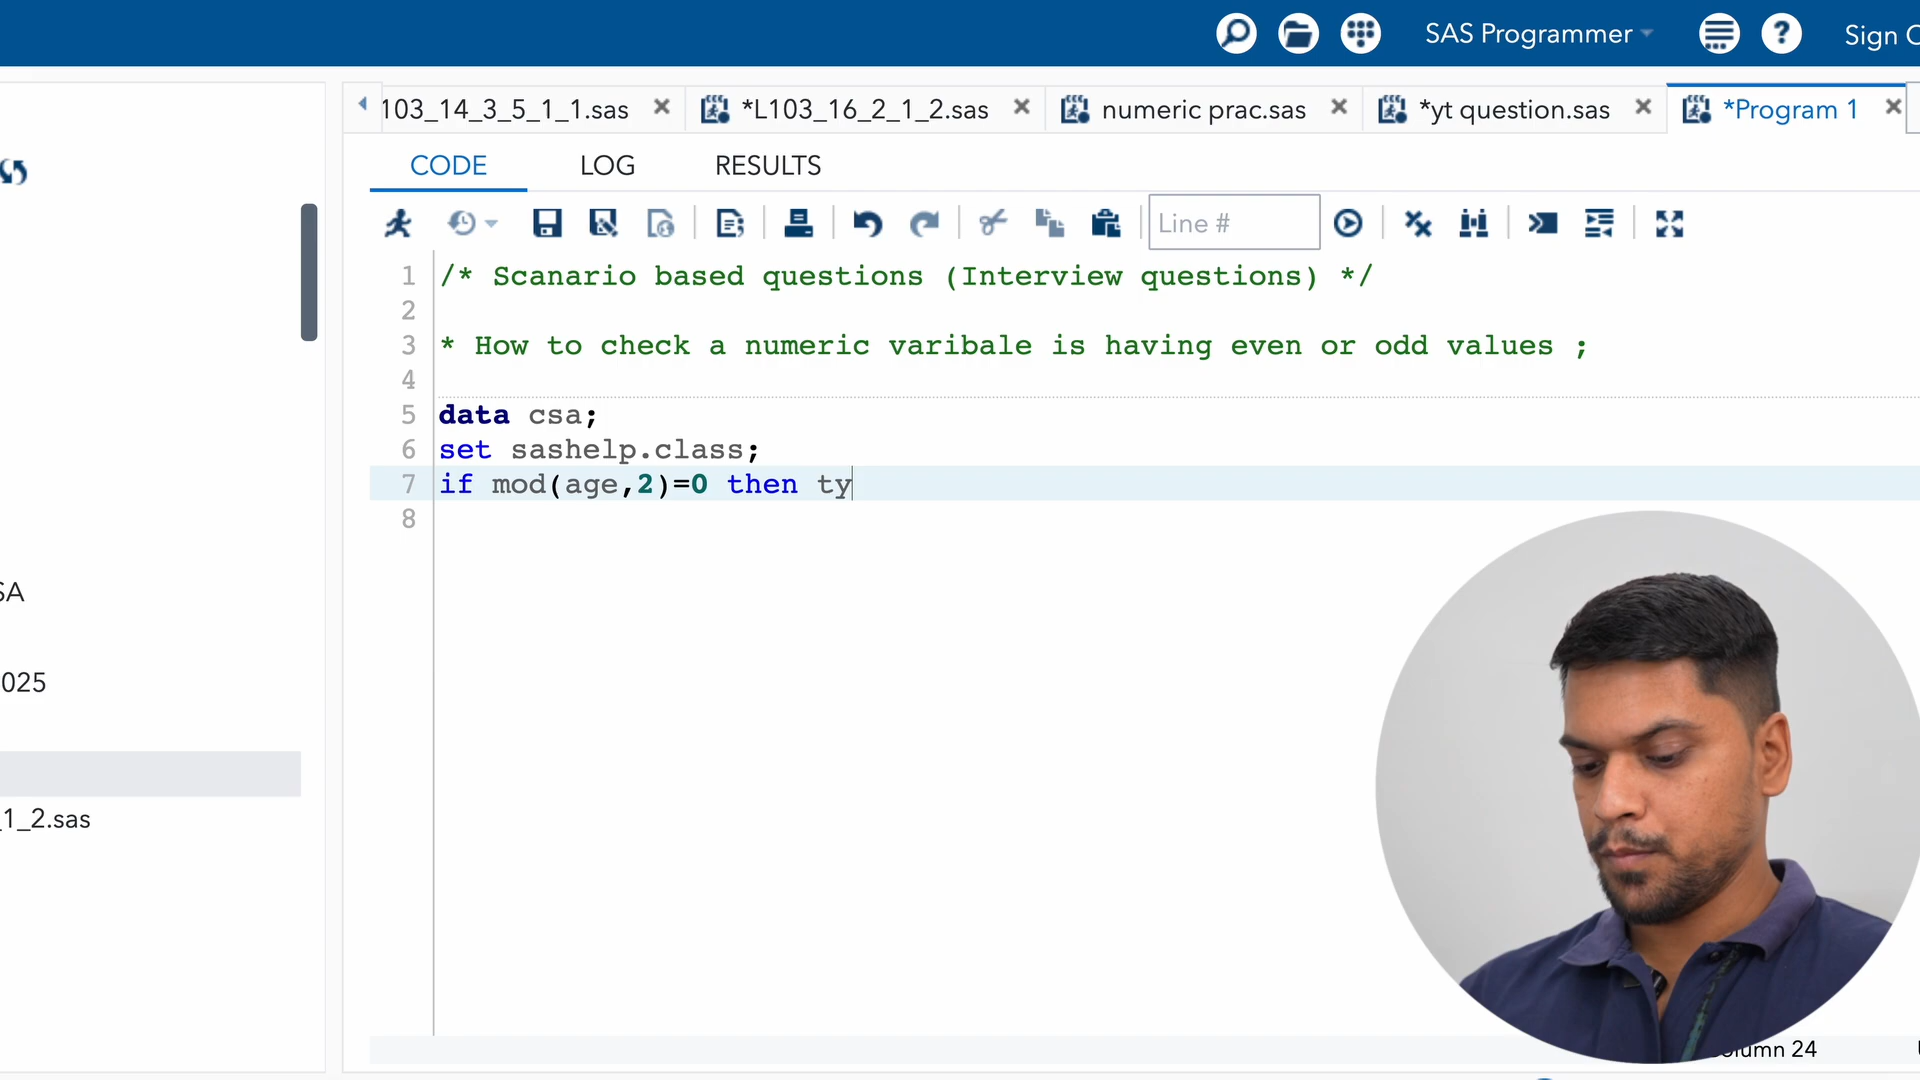 SAS Programmer
Sign
103_14_3_5_1_1.sas
*L103_16_2_1_2.sas
numeric prac.sas
*yt question.sas
*Program 1
CODE LOG RESULTS
Line #
1 /* Scanario based questions (Interview questions) */
2
3 * How to check a numeric varibale is having even or odd values ;
4
5 data csa;
6 set sashelp.class;
7 if mod(age,2)=0 then ty
8
SA
025
_1_2.sas
24